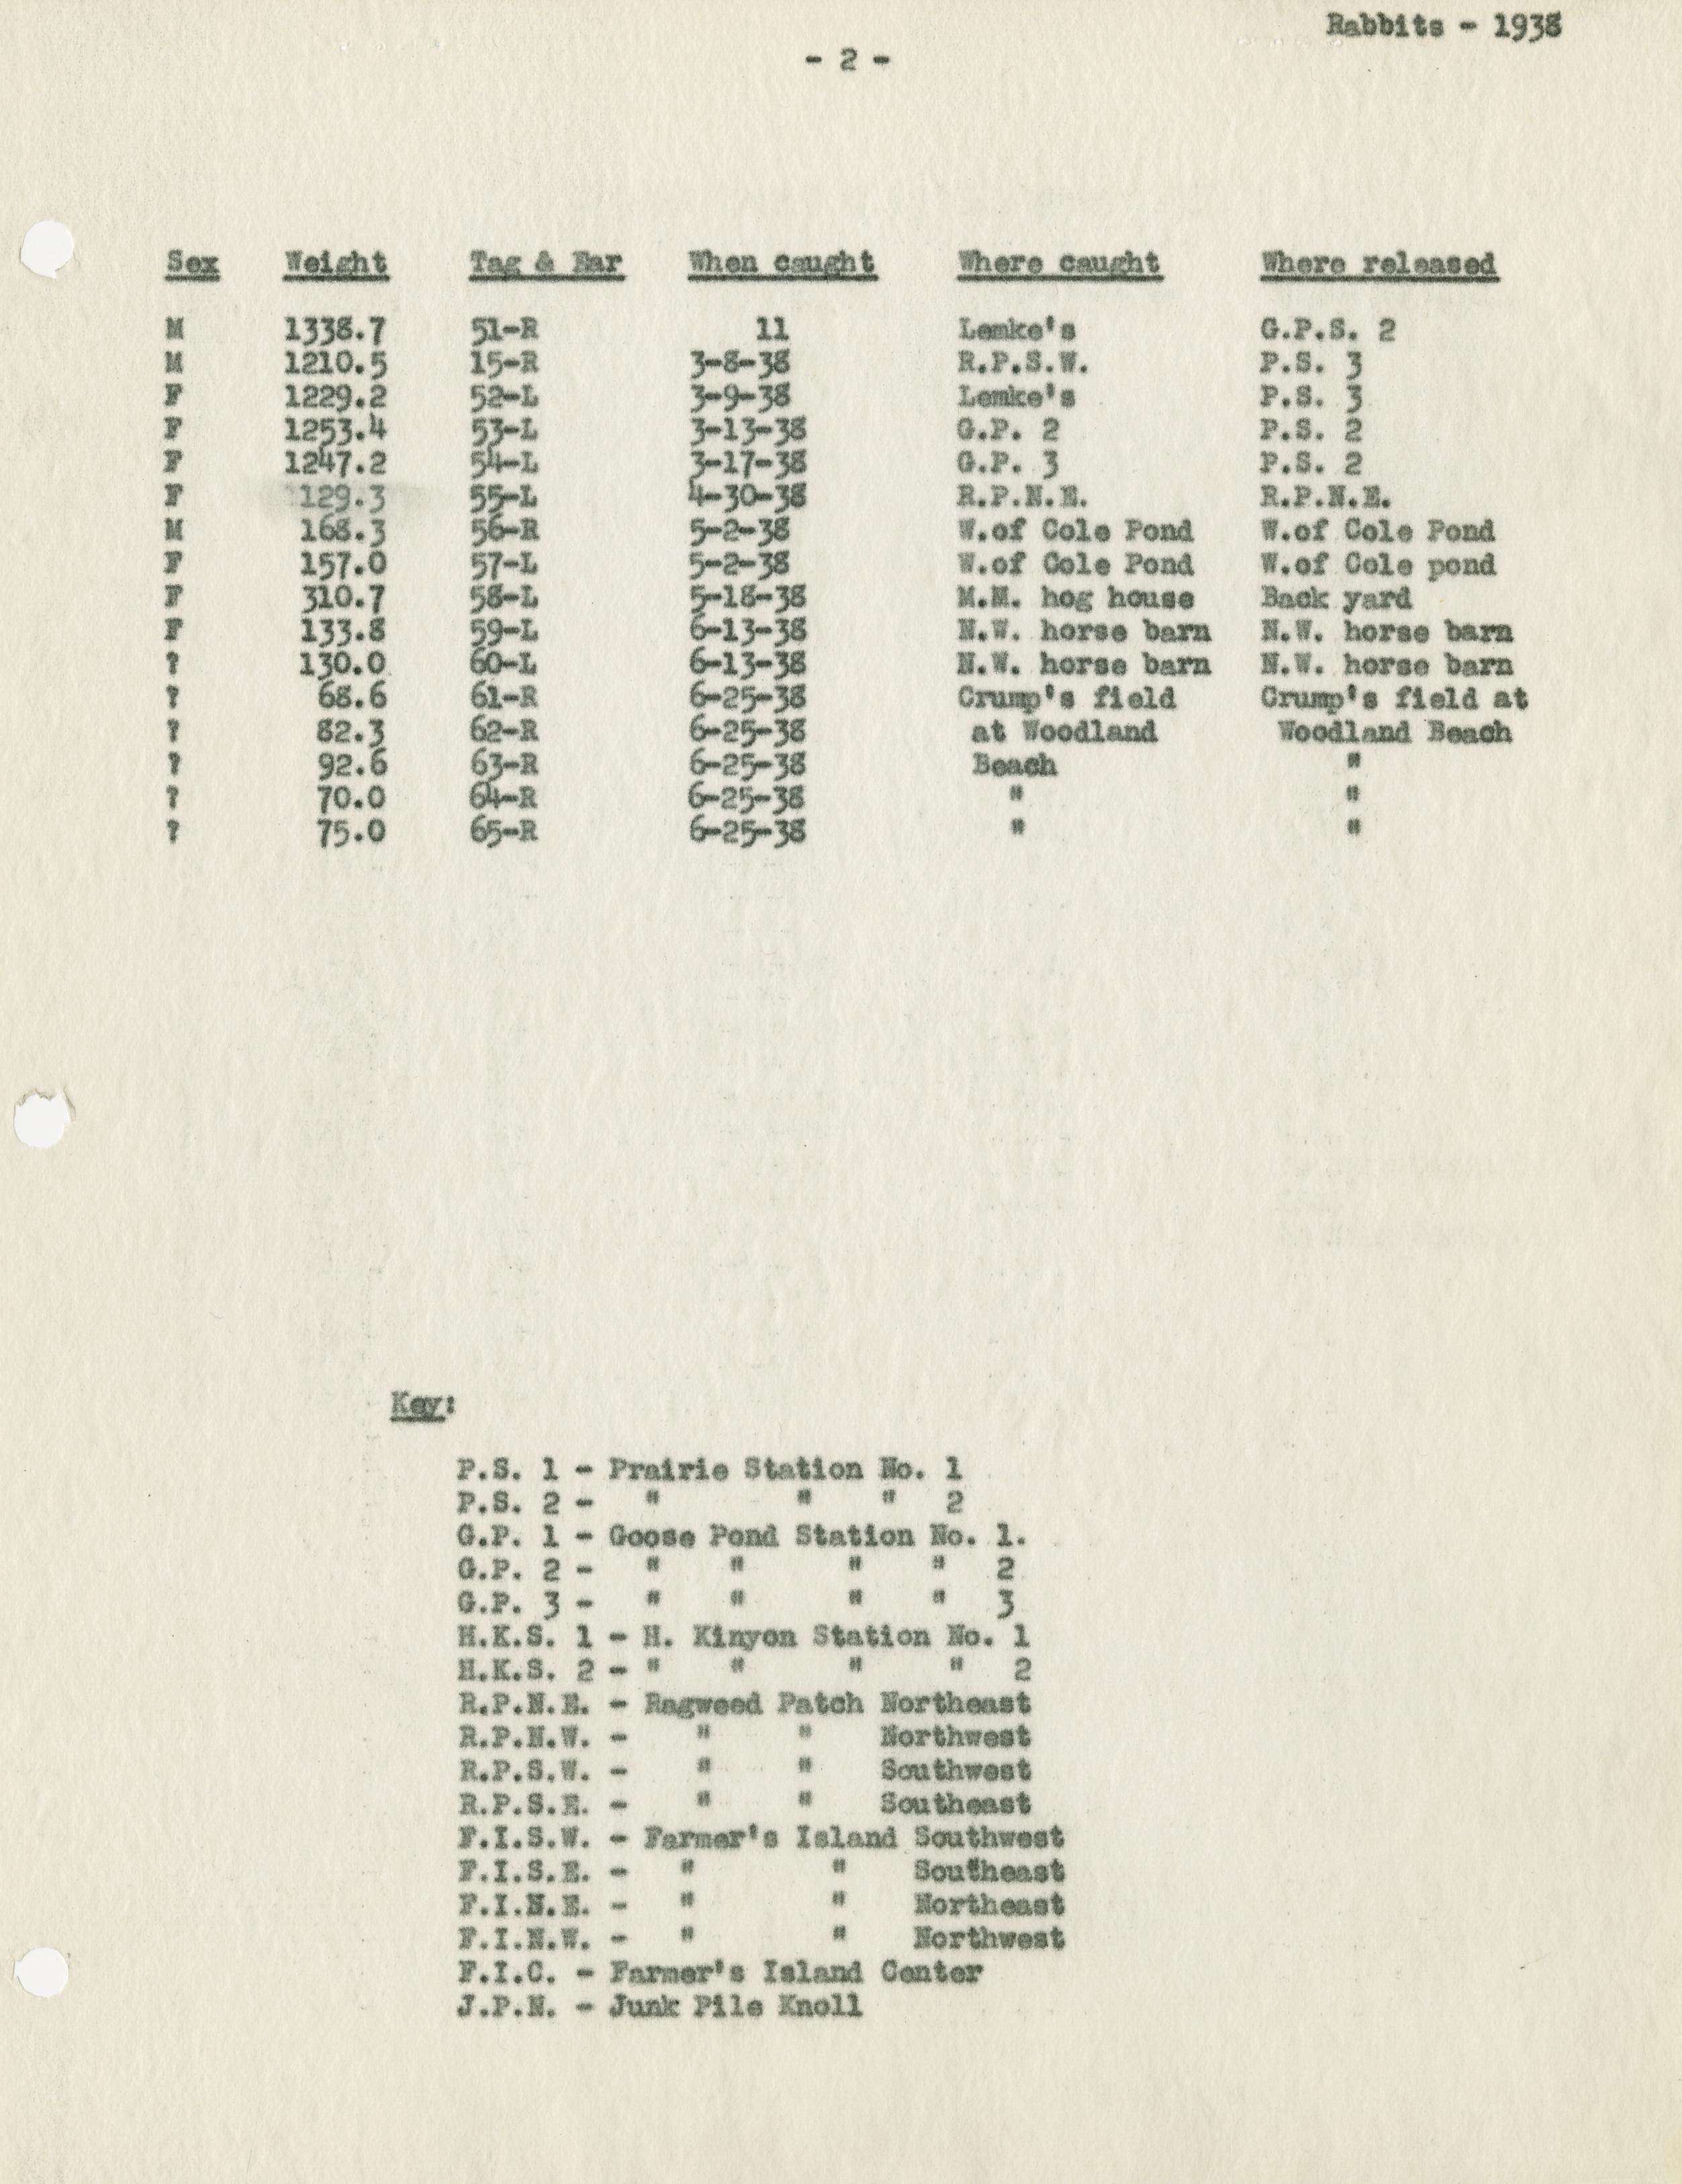 Rabbits - 1938
- 2 -
Sex Weight Tag & Ear When caught Where caught Where released
M 1338.7 51-R 11 Lemke's G.P.S. 2
M 1210.5 15-R 3-8-38 R.P.S.W. P.S. 3
F 1229.2 52-L 3-9-38 Lemke's P.S. 3
F 1253.4 53-L 3-13-38 G.P. 2 P.S. 2
F 1247.2 54-L 3-17-38 G.P. 3 P.S. 2
F 129.3 55-L 4-30-38 R.P.N.E. R.P.N.E.
M 168.3 56-R 5-2-38 W.of Cole Pond W.of Cole Pond
F 157.0 57-L 5-2-38 W.of Cole Pond W.of Cole pond
F 310.7 58-L 5-18-38 M.M. hog house Back yard
F 133.8 59-L 6-13-38 N.W. horse barn N.W. horse barn
? 130.0 60-L 6-13-38 N.W. horse barn N.W. horse barn
? 68.6 61-R 6-25-38 Crump's field Crump's field at
? 82.3 62-R 6-25-38 at Woodland Woodland Beach
? 92.6 63-R 6-25-38 Beach "
? 70.0 64-R 6-25-38 " "
? 75.0 65-R 6-25-38 " "
Key:
P.S. 1 - Prairie Station No. 1
P.S. 2 - " " " 2
G.P. 1 - Goose Pond Station No. 1.
G.P. 2 - " " " " 2
G.P. 3 - " " " " 3
H.K.S. 1 - H. Kinyon Station No. 1
H.K.S. 2 - " " " " 2
R.P.N.E. - Ragweed Patch Northeast
R.P.N.W. - " " Northwest
R.P.S.W. - " " Southwest
R.P.S.E. - " " Southeast
F.I.S.W. - Farmer's Island Southwest
F.I.S.E. - " " Southeast
F.I.N.E. - " " Northeast
F.I.N.W. - " " Northwest
F.I.C. - Farmer's Island Center
J.P.N. - Junk Pile Knoll